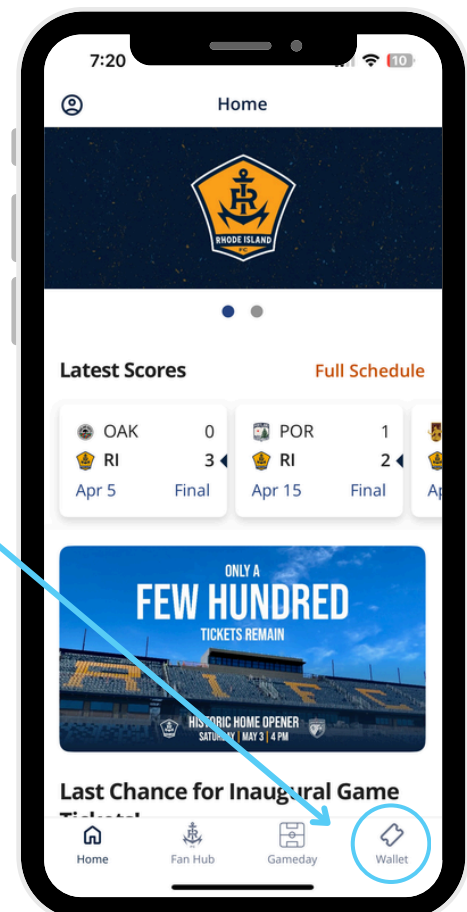 7:20
10
Home
RHODE ISLAND
FC
Latest Scores
Full Schedule
OAK 0
RI 3
Apr 5 Final
POR 1
RI 2
Apr 15 Final
ONLY A
FEW HUNDRED
TICKETS REMAIN
RIFC
HISTORIC HOME OPENER
SATURDAY | MAY 3 | 4 PM
Last Chance for Inaugural Game
Home
Fan Hub
Gameday
Wallet